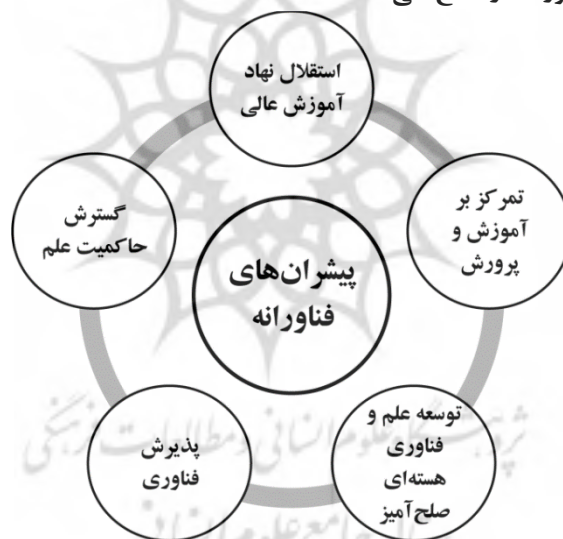 استقلال نهاد
آموزش عالی
تمرکز بر
آموزش و
پرورش
گسترش
حاکمیت علم
پیشران‌های
فناورانه
توسعه علم و
فناوری
هسته‌ای
صلح‌آمیز
پذیرش
فناوری